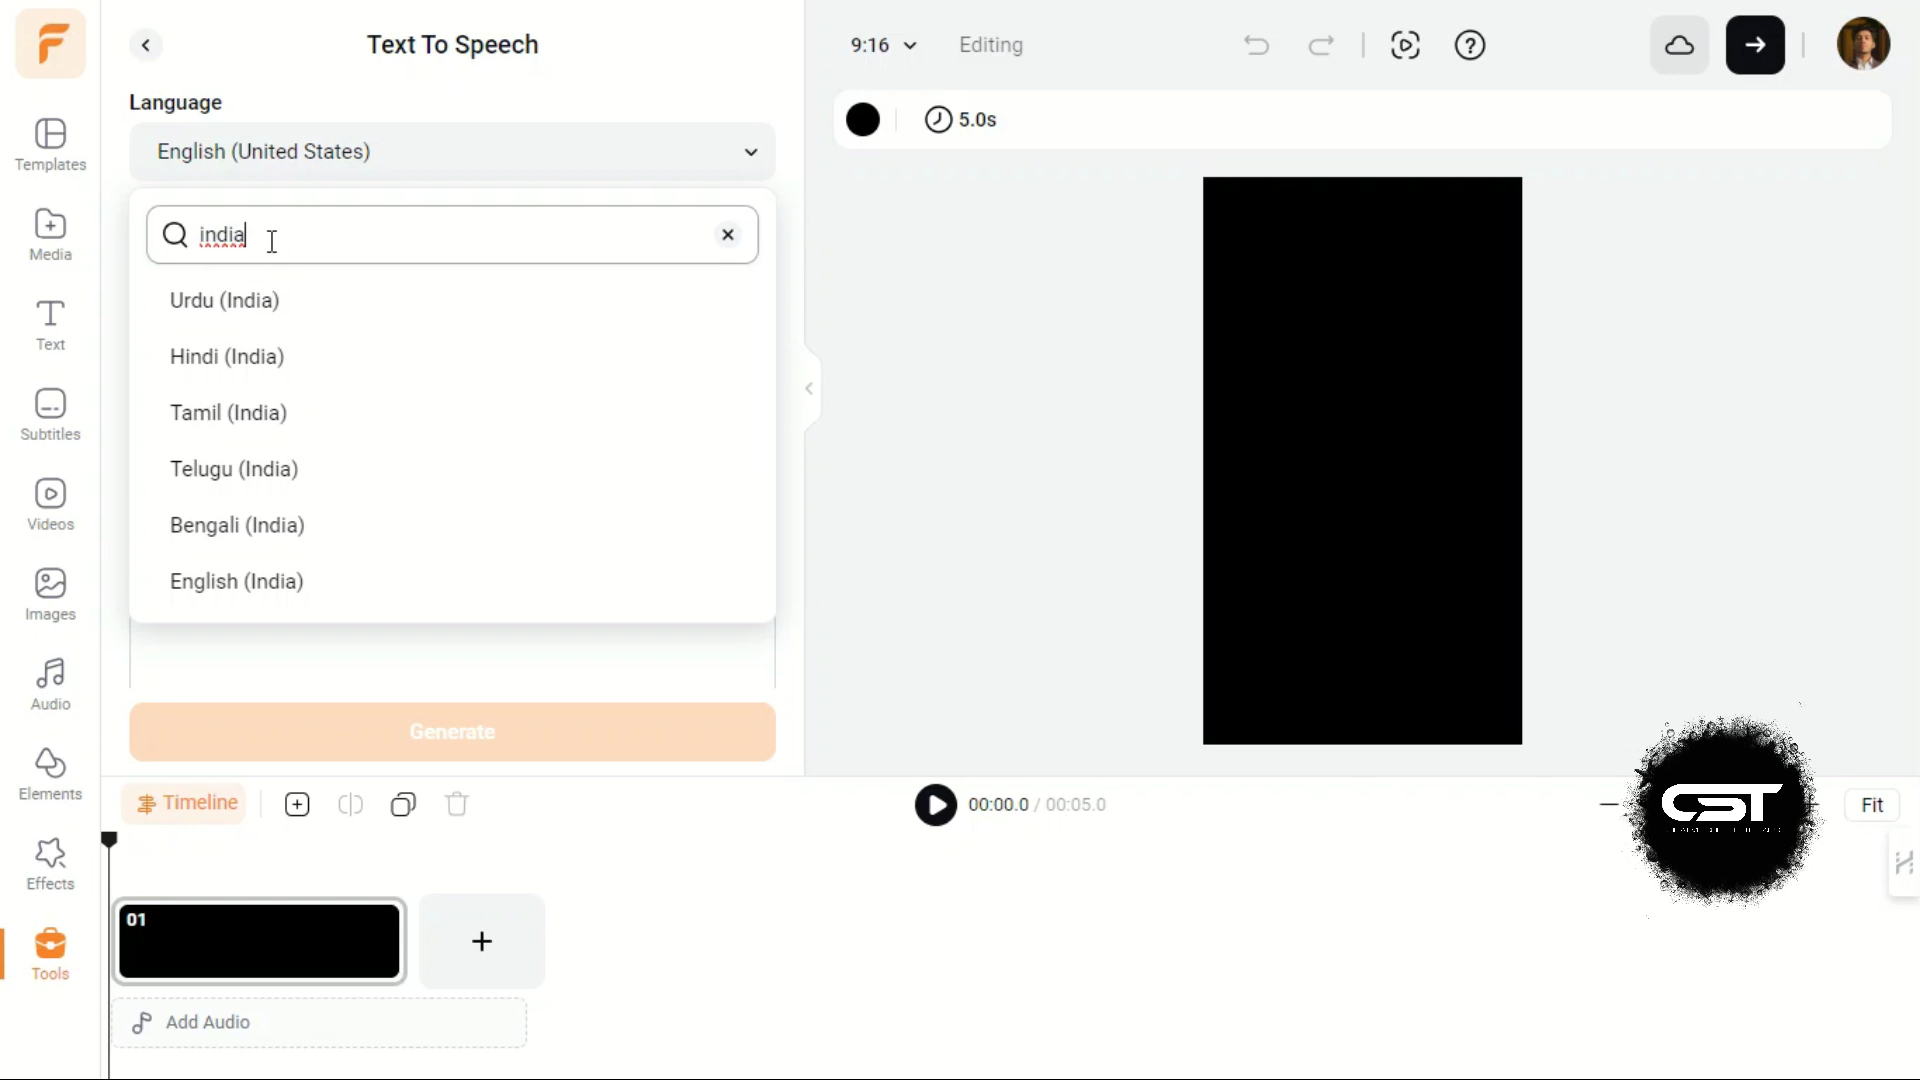 Text To Speech
9:16
Editing
Language
English (United States)
5.0s
india
Urdu (India)
Hindi (India)
Tamil (India)
Telugu (India)
Bengali (India)
English (India)
Generate
Templates
Media
Text
Subtitles
Videos
Images
Audio
Elements
Effects
Tools
Timeline
00:00.0 / 00:05.0
Fit
CST
01
+
Add Audio